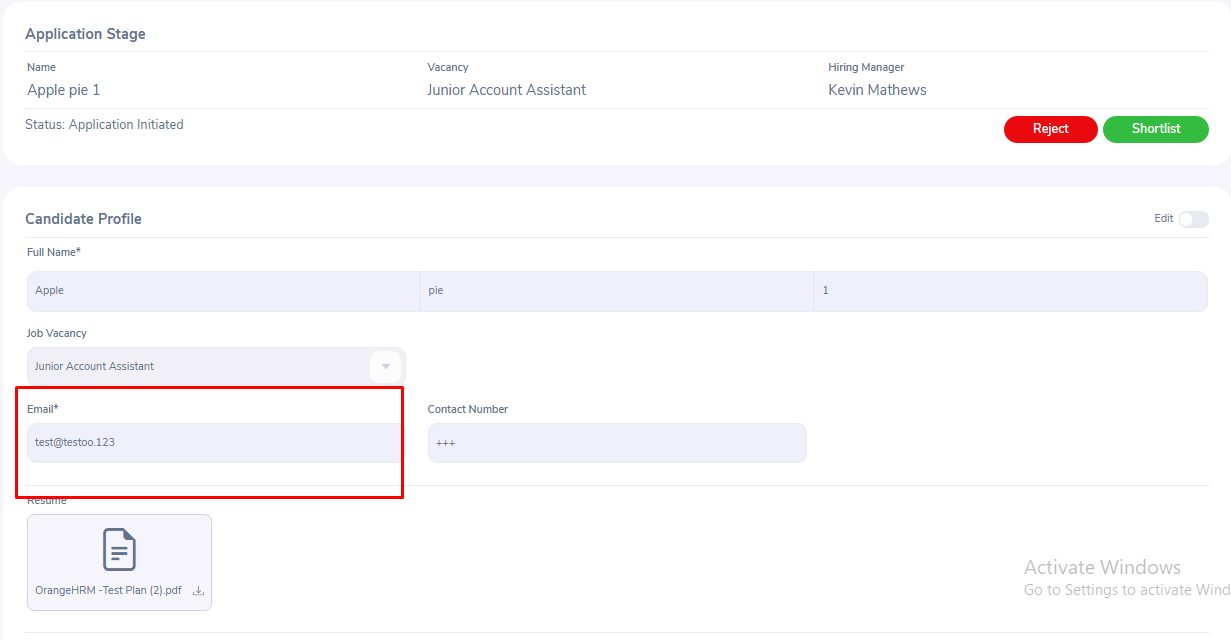 Application Stage
Name Vacancy Hiring Manager
Apple pie 1 Junior Account Assistant Kevin Mathews
Status: Application Initiated Reject Shortlist
Candidate Profile Edit
Full Name*
Apple pie 1
Job Vacancy
Junior Account Assistant
Email* Contact Number
test@testoo.123 +++
Resume
OrangeHRM -Test Plan (2).pdf
Activate Windows
Go to Settings to activate Wind